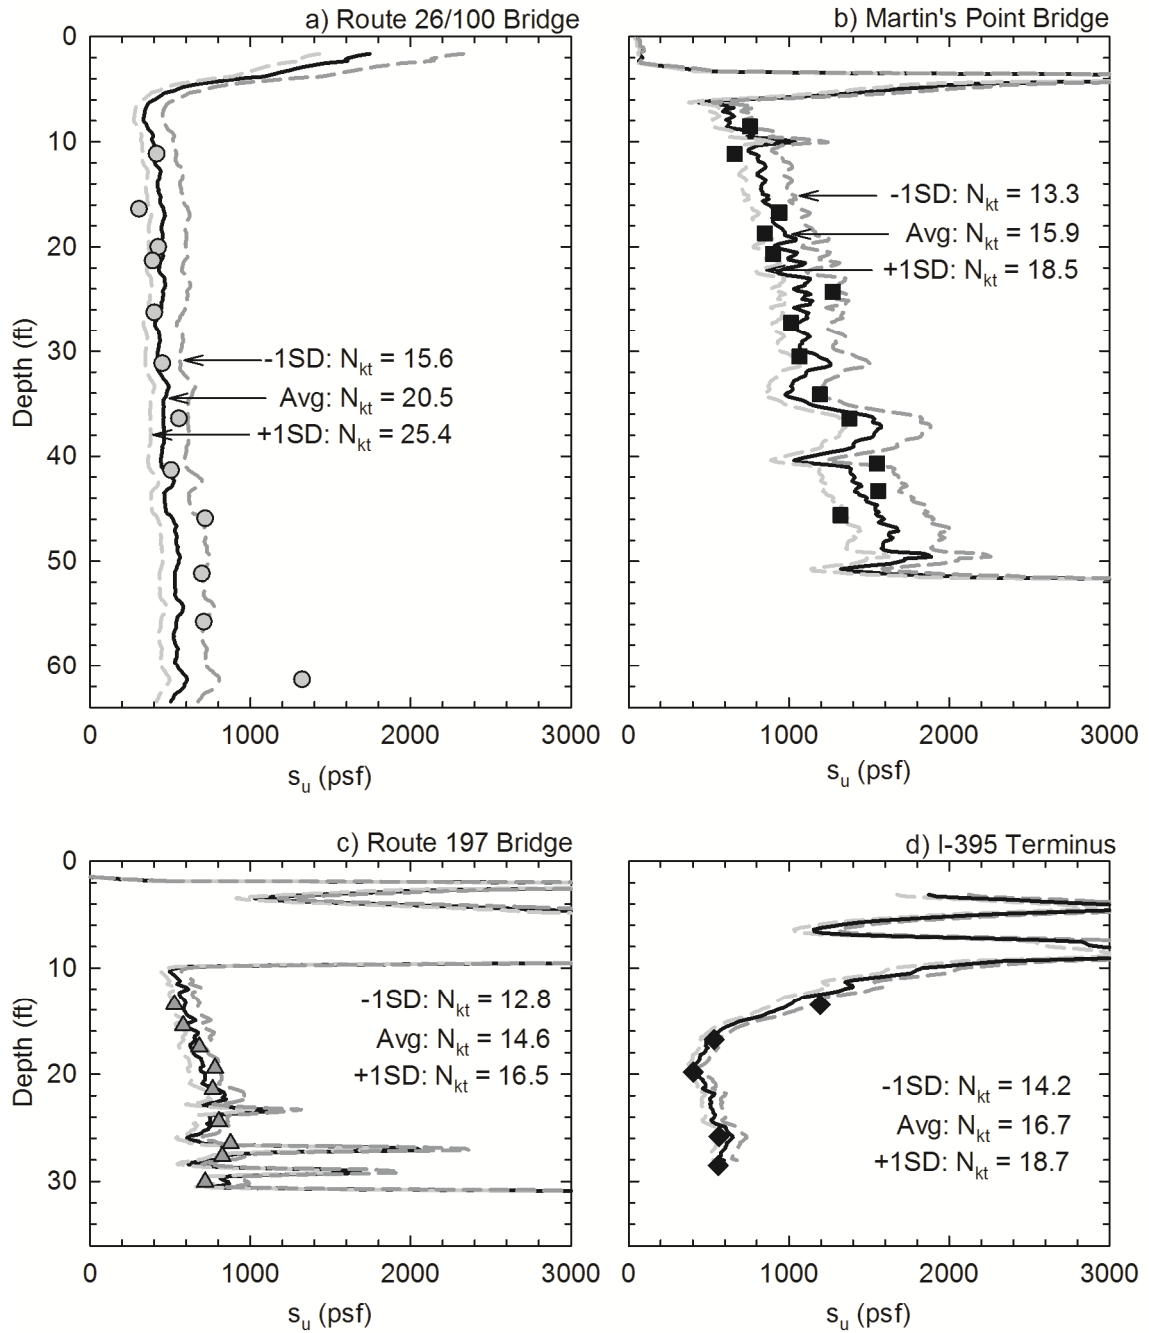 a) Route 26/100 Bridge
0
10
20
30
40
50
60
Depth (ft)
-1SD: Nkt = 15.6
Avg: Nkt = 20.5
+1SD: Nkt = 25.4
0 1000 2000 3000
su (psf)
b) Martin's Point Bridge
-1SD: Nkt = 13.3
Avg: Nkt = 15.9
+1SD: Nkt = 18.5
0 1000 2000 3000
su (psf)
c) Route 197 Bridge
0
10
20
30
Depth (ft)
-1SD: Nkt = 12.8
Avg: Nkt = 14.6
+1SD: Nkt = 16.5
0 1000 2000 3000
su (psf)
d) I-395 Terminus
-1SD: Nkt = 14.2
Avg: Nkt = 16.7
+1SD: Nkt = 18.7
0 1000 2000 3000
su (psf)